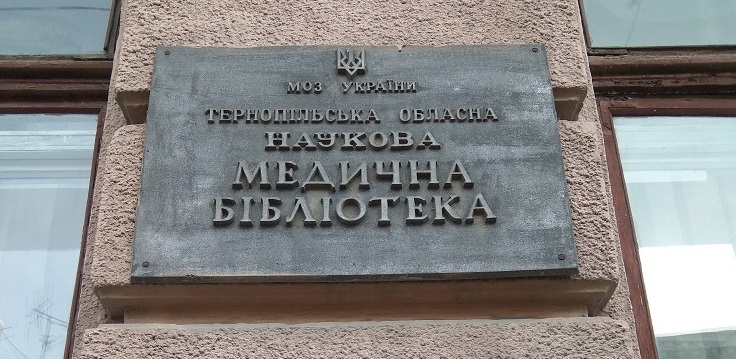 МОЗ УКРАЇНИ
ТЕРНОПІЛЬСЬКА ОБЛАСНА
НАУКОВА
МЕДИЧНА
БІБЛІОТЕКА